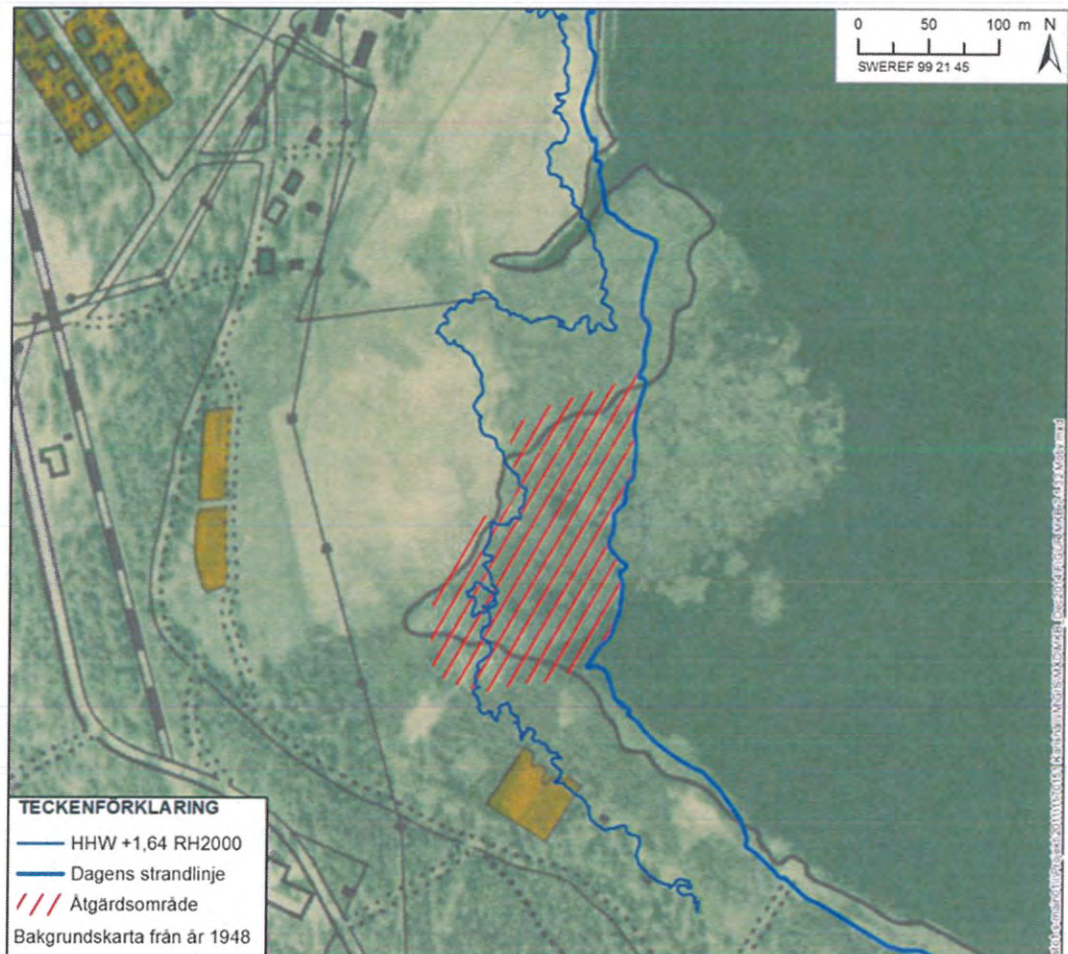 0 50 100 m N
SWEREF 99 21 45
TECKENFÖRKLARING
HHW +1,64 RH2000
Dagens strandlinje
Åtgärdsområde
Bakgrundskarta från år 1948